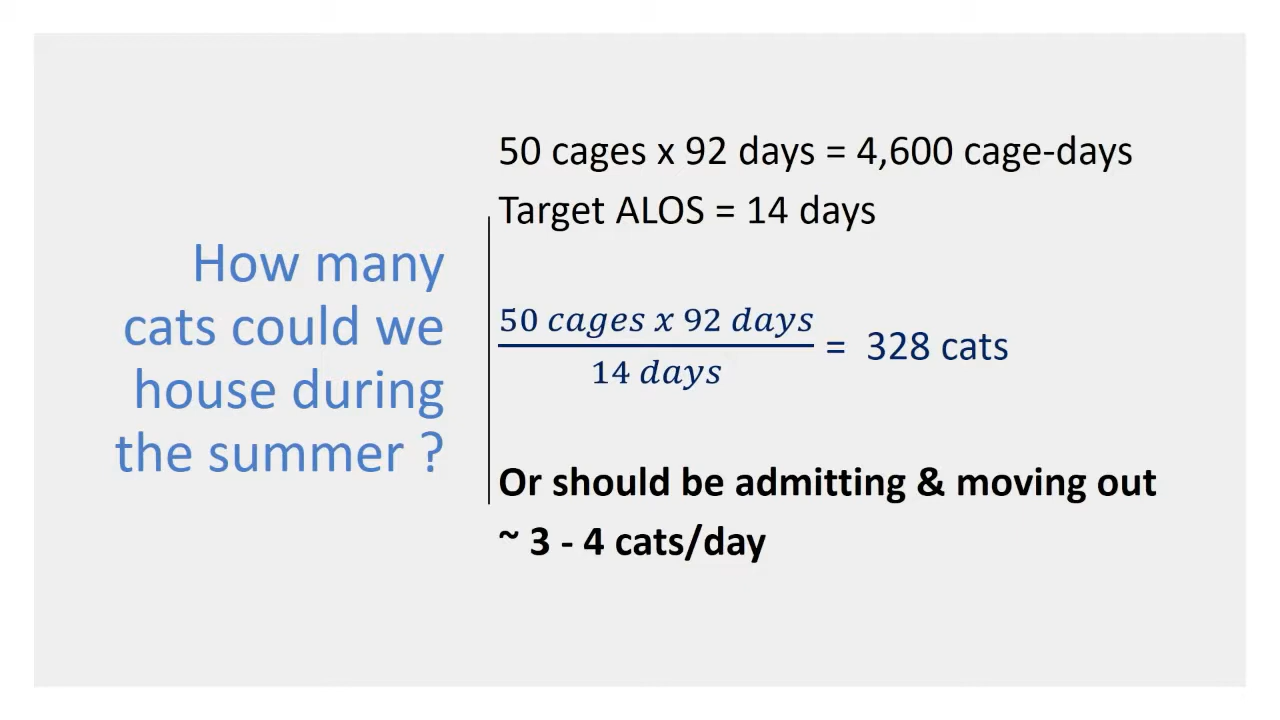 How many
cats could we
house during
the summer ?
50 cages x 92 days = 4,600 cage-days
Target ALOS = 14 days
50 cages x 92 days
14 days
= 328 cats
Or should be admitting & moving out
~ 3 - 4 cats/day